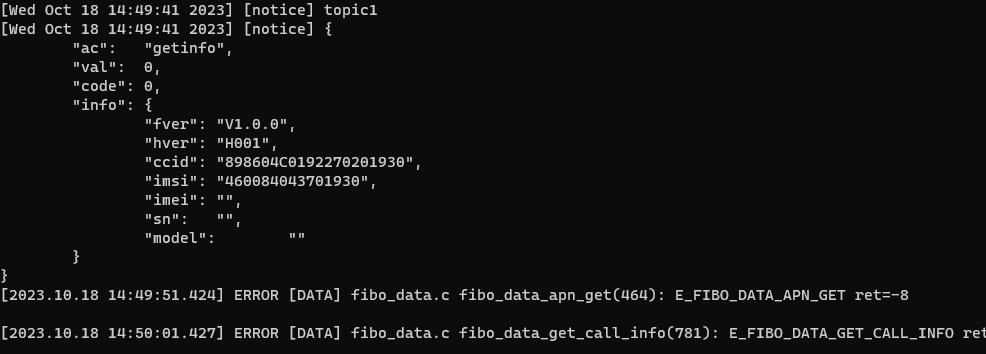 [Wed Oct 18 14:49:41 2023] [notice] topic1
[Wed Oct 18 14:49:41 2023] [notice] {
"ac": "getinfo",
"val": 0,
"code": 0,
"info": {
"fver": "V1.0.0",
"hver": "H001",
"ccid": "898604C0192270201930",
"imsi": "460084043701930",
"imei": "",
"sn": "",
"model": ""
}
}
[2023.10.18 14:49:51.424] ERROR [DATA] fibo_data.c fibo_data_apn_get(464): E_FIBO_DATA_APN_GET ret=-8
[2023.10.18 14:50:01.427] ERROR [DATA] fibo_data.c fibo_data_get_call_info(781): E_FIBO_DATA_GET_CALL_INFO ret